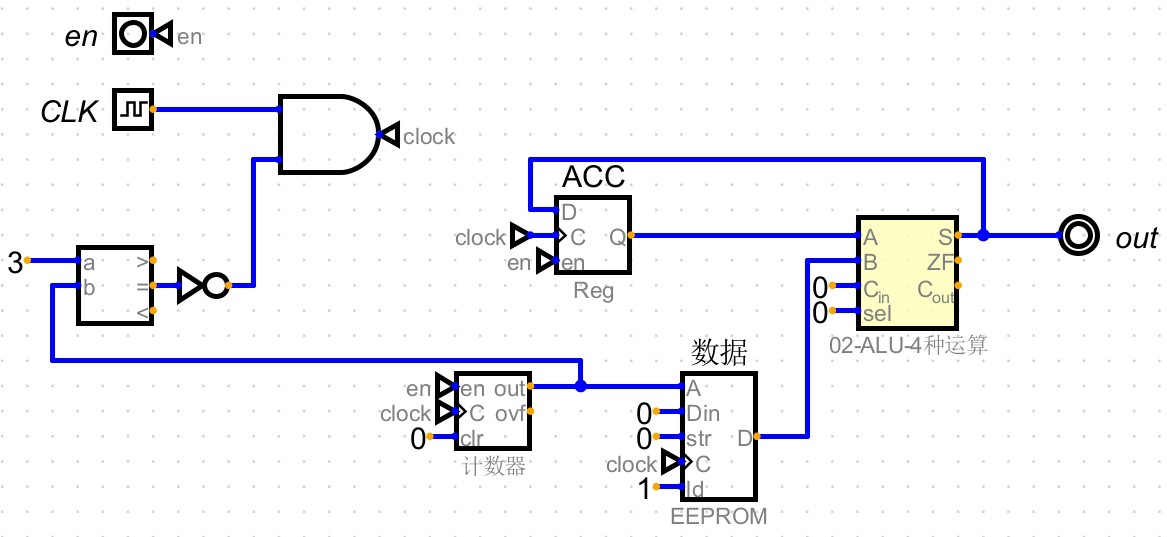 en
en
CLK
clock
ACC
D
clock
C
Q
en
en
Reg
A
S
B
ZF
0
Cin
Cout
0
sel
02-ALU-4种运算
out
3
a
>
b
=
<
数据
en
en
out
clock
C
ovf
0
clr
计数器
A
0
Din
0
str
D
clock
C
1
ld
EEPROM